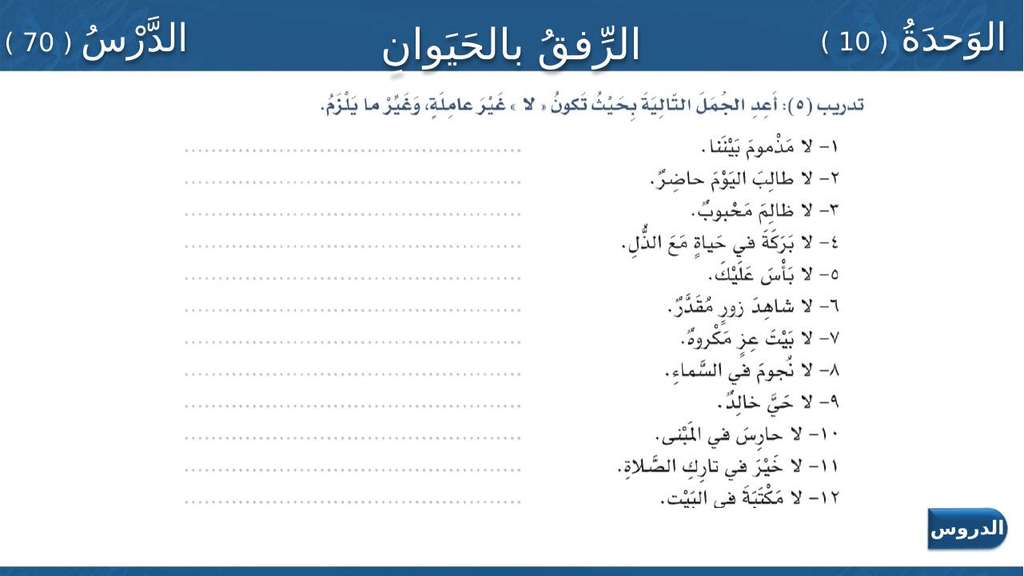 الوَحدَةُ ( 10 )
الرِّفقُ بالحَيَوانِ
الدَّرْسُ ( 70 )
تدريب (٥): أَعِدِ الجُمَلَ التّالِيَةَ بِحَيْثُ تَكونُ « لا » غَيْرَ عامِلَةٍ، وَغَيِّرْ ما يَلْزَمُ.
١- لا مَذْمومَ بَيْنَنا. ....................................................
٢- لا طالِبَ اليَوْمَ حاضِرٌ. ....................................................
٣- لا ظالِمَ مَحْبوبٌ. ....................................................
٤- لا بَرَكَةَ في حَياةٍ مَعَ الذُّلِ. ....................................................
٥- لا بَأْسَ عَلَيْكَ. ....................................................
٦- لا شاهِدَ زورٍ مُقَدَّرٌ. ....................................................
٧- لا بَيْتَ عِزٍ مَكْروهٌ. ....................................................
٨- لا نُجومَ في السَّماءِ. ....................................................
٩- لا حَيَّ خالِدٌ. ....................................................
١٠- لا حارِسَ في المَبْنى. ....................................................
١١- لا خَيْرَ في تارِكِ الصَّلاةِ. ....................................................
١٢- لا مَكْتَبَةَ في البَيْتِ. ....................................................
الدروس